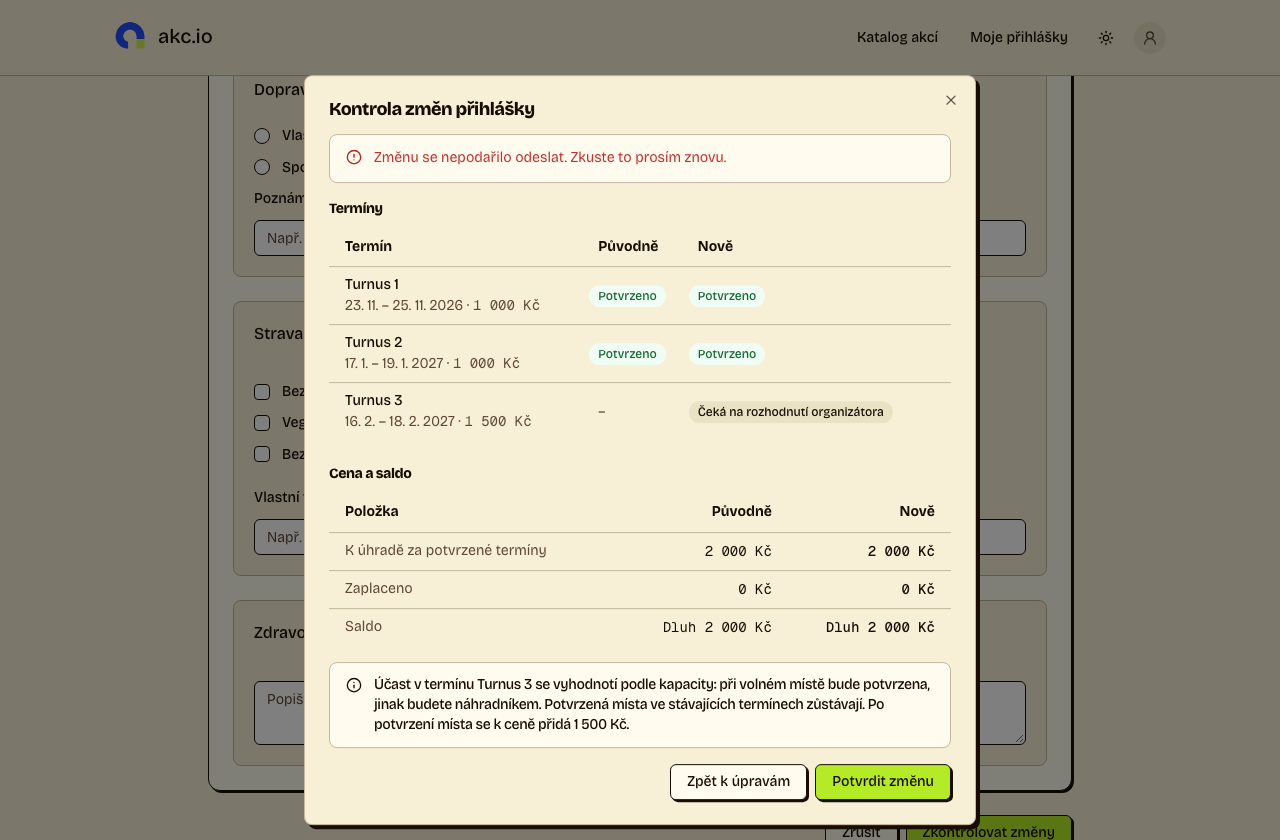 akc.io
Katalog akcí
Moje přihlášky
Doprav
Vla
Spo
Poznám
Např.
Strava
Bez
Veg
Bez
Vlastní
Např.
Zdravo
Popiš
Kontrola změn přihlášky
Změnu se nepodařilo odeslat. Zkuste to prosím znovu.
Termíny
Termín Původně Nově
Turnus 1
23. 11. – 25. 11. 2026 · 1 000 Kč
Potvrzeno Potvrzeno
Turnus 2
17. 1. – 19. 1. 2027 · 1 000 Kč
Potvrzeno Potvrzeno
Turnus 3
16. 2. – 18. 2. 2027 · 1 500 Kč
– Čeká na rozhodnutí organizátora
Cena a saldo
Položka Původně Nově
K úhradě za potvrzené termíny 2 000 Kč 2 000 Kč
Zaplaceno 0 Kč 0 Kč
Saldo Dluh 2 000 Kč Dluh 2 000 Kč
Účast v termínu Turnus 3 se vyhodnotí podle kapacity: při volném místě bude potvrzena,
jinak budete náhradníkem. Potvrzená místa ve stávajících termínech zůstávají. Po
potvrzení místa se k ceně přidá 1 500 Kč.
Zpět k úpravám Potvrdit změnu
Zrušit Zkontrolovat změny